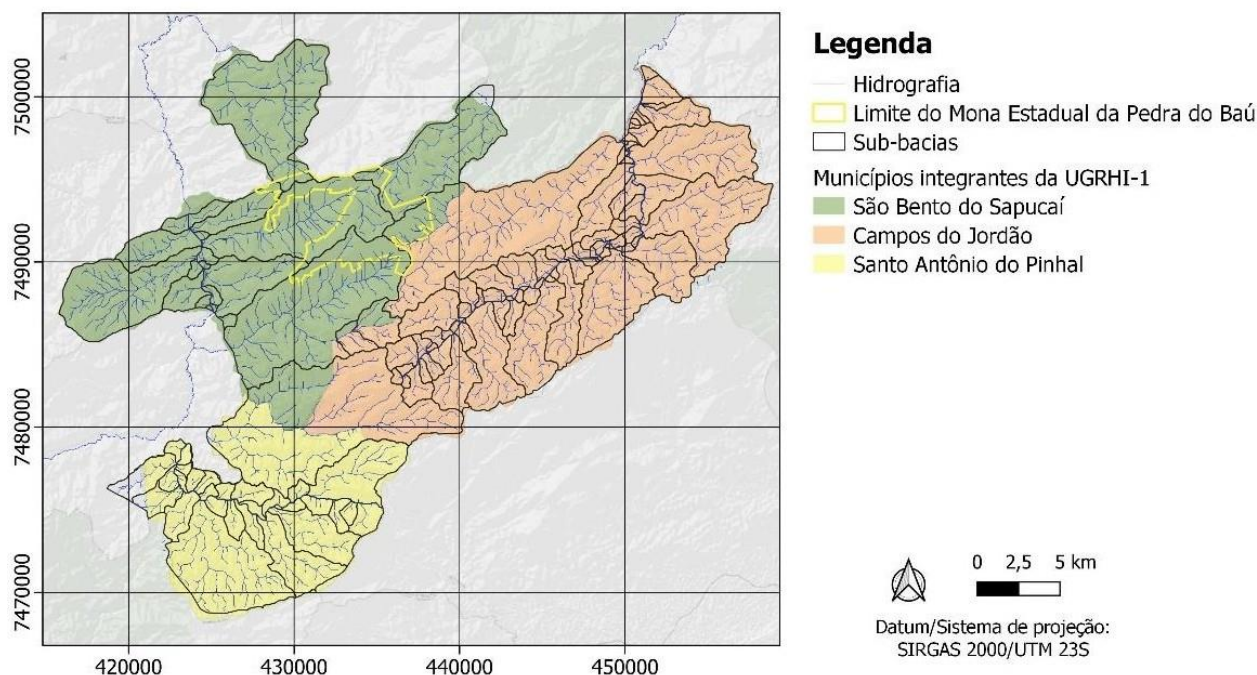 7500000
7490000
7480000
7470000
420000
430000
440000
450000
Legenda
Hidrografia
Limite do Mona Estadual da Pedra do Baú
Sub-bacias
Municípios integrantes da UGRHI-1
São Bento do Sapucaí
Campos do Jordão
Santo Antônio do Pinhal
0 2,5 5 km
Datum/Sistema de projeção:
SIRGAS 2000/UTM 23S